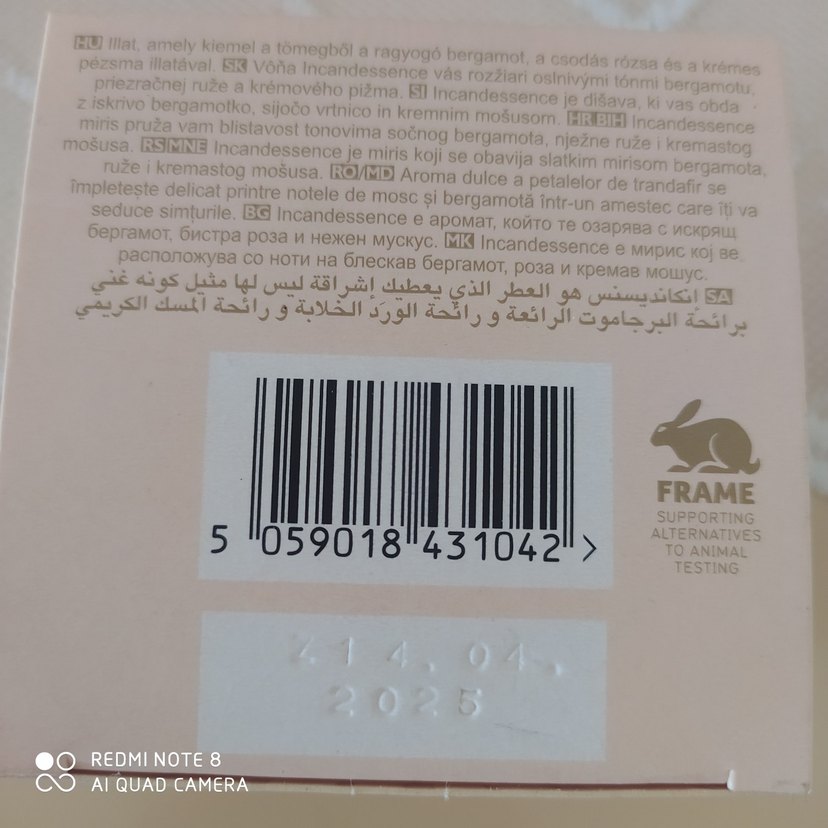 HU Illat, amely kiemel a tömegből a ragyogó bergamot, a csodás rózsa és a krémes
pézsma illatával. SK Vôňa Incandessence vás rozžiari oslnivými tónmi bergamotu,
priezračnej ruže a krémového pižma. SI Incandessence je dišava, ki vas obda
z iskrivo bergamotko, sijočo vrtnico in kremnim mošusom. HR BIH Incandessence
miris pruža vam blistavost tonovima sočnog bergamota, nježne ruže i kremastog
mošusa. RS MNE Incandessence je miris koji se obavija slatkim mirisom bergamota,
ruže i kremastog mošusa. RO/MD Aroma dulce a petalelor de trandafir se
împletește delicat printre notele de mosc și bergamotă într-un amestec care îți va
seduce simțurile. BG Incandessence е аромат, който те озарява с искрящ
бергамот, бистра роза и нежен мускус. MK Incandessence е мирис кој ве
расположува со ноти на блескав бергамот, роза и кремав мошус.
SA إنكانديسنس هو العطر الذي يعطيك إشراقة ليس لها مثيل كونه غني
برائحة البرجاموت الرائعة و رائحة الورد الخلابة و رائحة المسك الكريمي
5 059018 431042 >
FRAME
SUPPORTING
ALTERNATIVES
TO ANIMAL
TESTING
14.04.
2025
REDMI NOTE 8
AI QUAD CAMERA